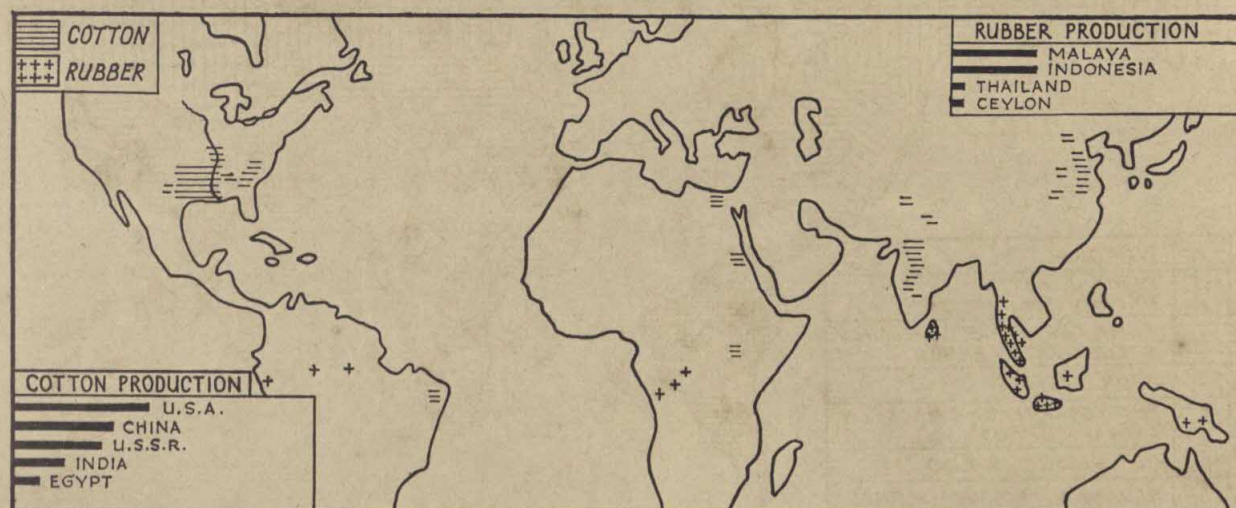 COTTON
RUBBER
RUBBER PRODUCTION
MALAYA
INDONESIA
THAILAND
CEYLON
COTTON PRODUCTION
U.S.A.
CHINA
U.S.S.R.
INDIA
EGYPT